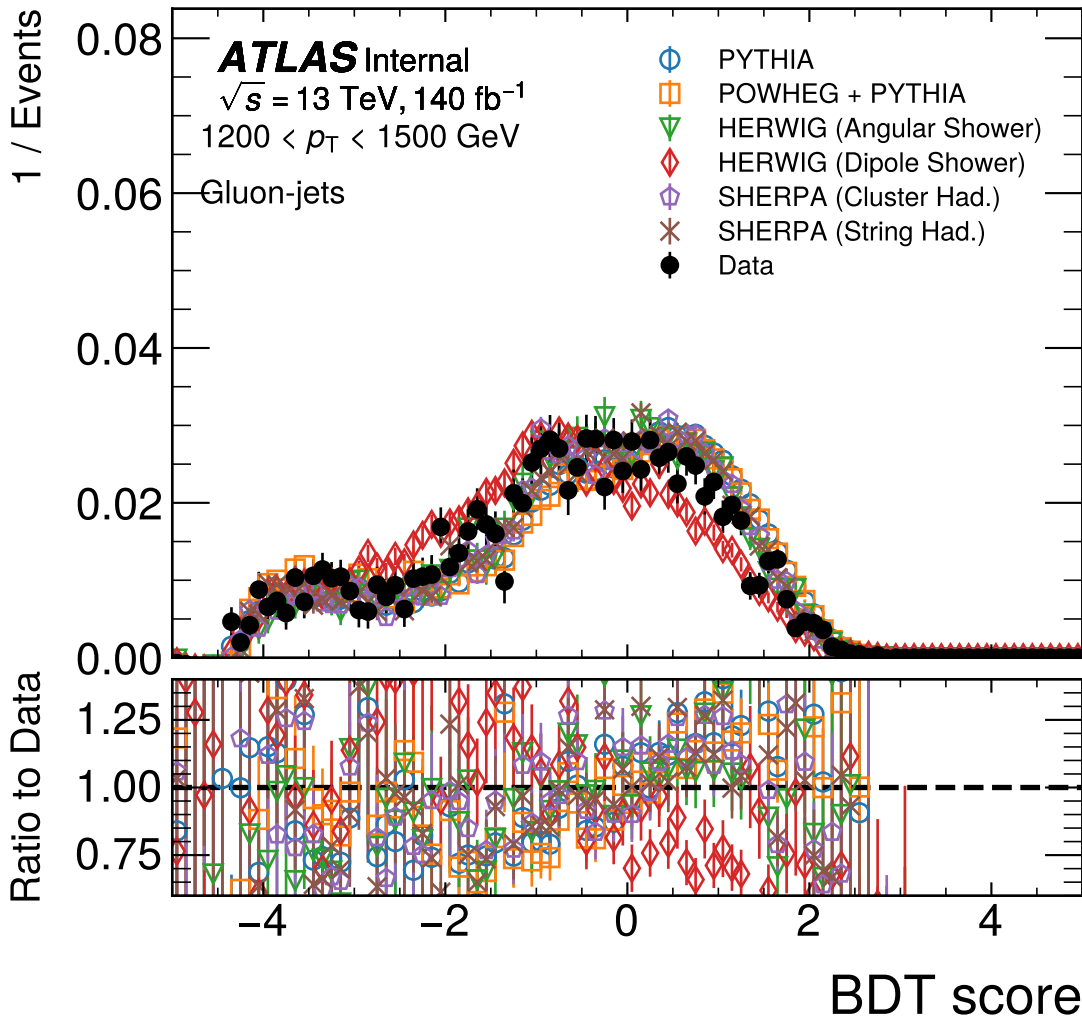 1 / Events
0.08
0.06
0.04
0.02
0.00
ATLAS Internal
√s = 13 TeV, 140 fb⁻¹
1200 < pT < 1500 GeV
Gluon-jets
PYTHIA
POWHEG + PYTHIA
HERWIG (Angular Shower)
HERWIG (Dipole Shower)
SHERPA (Cluster Had.)
SHERPA (String Had.)
Data
Ratio to Data
1.25
1.00
0.75
−4 −2 0 2 4
BDT score